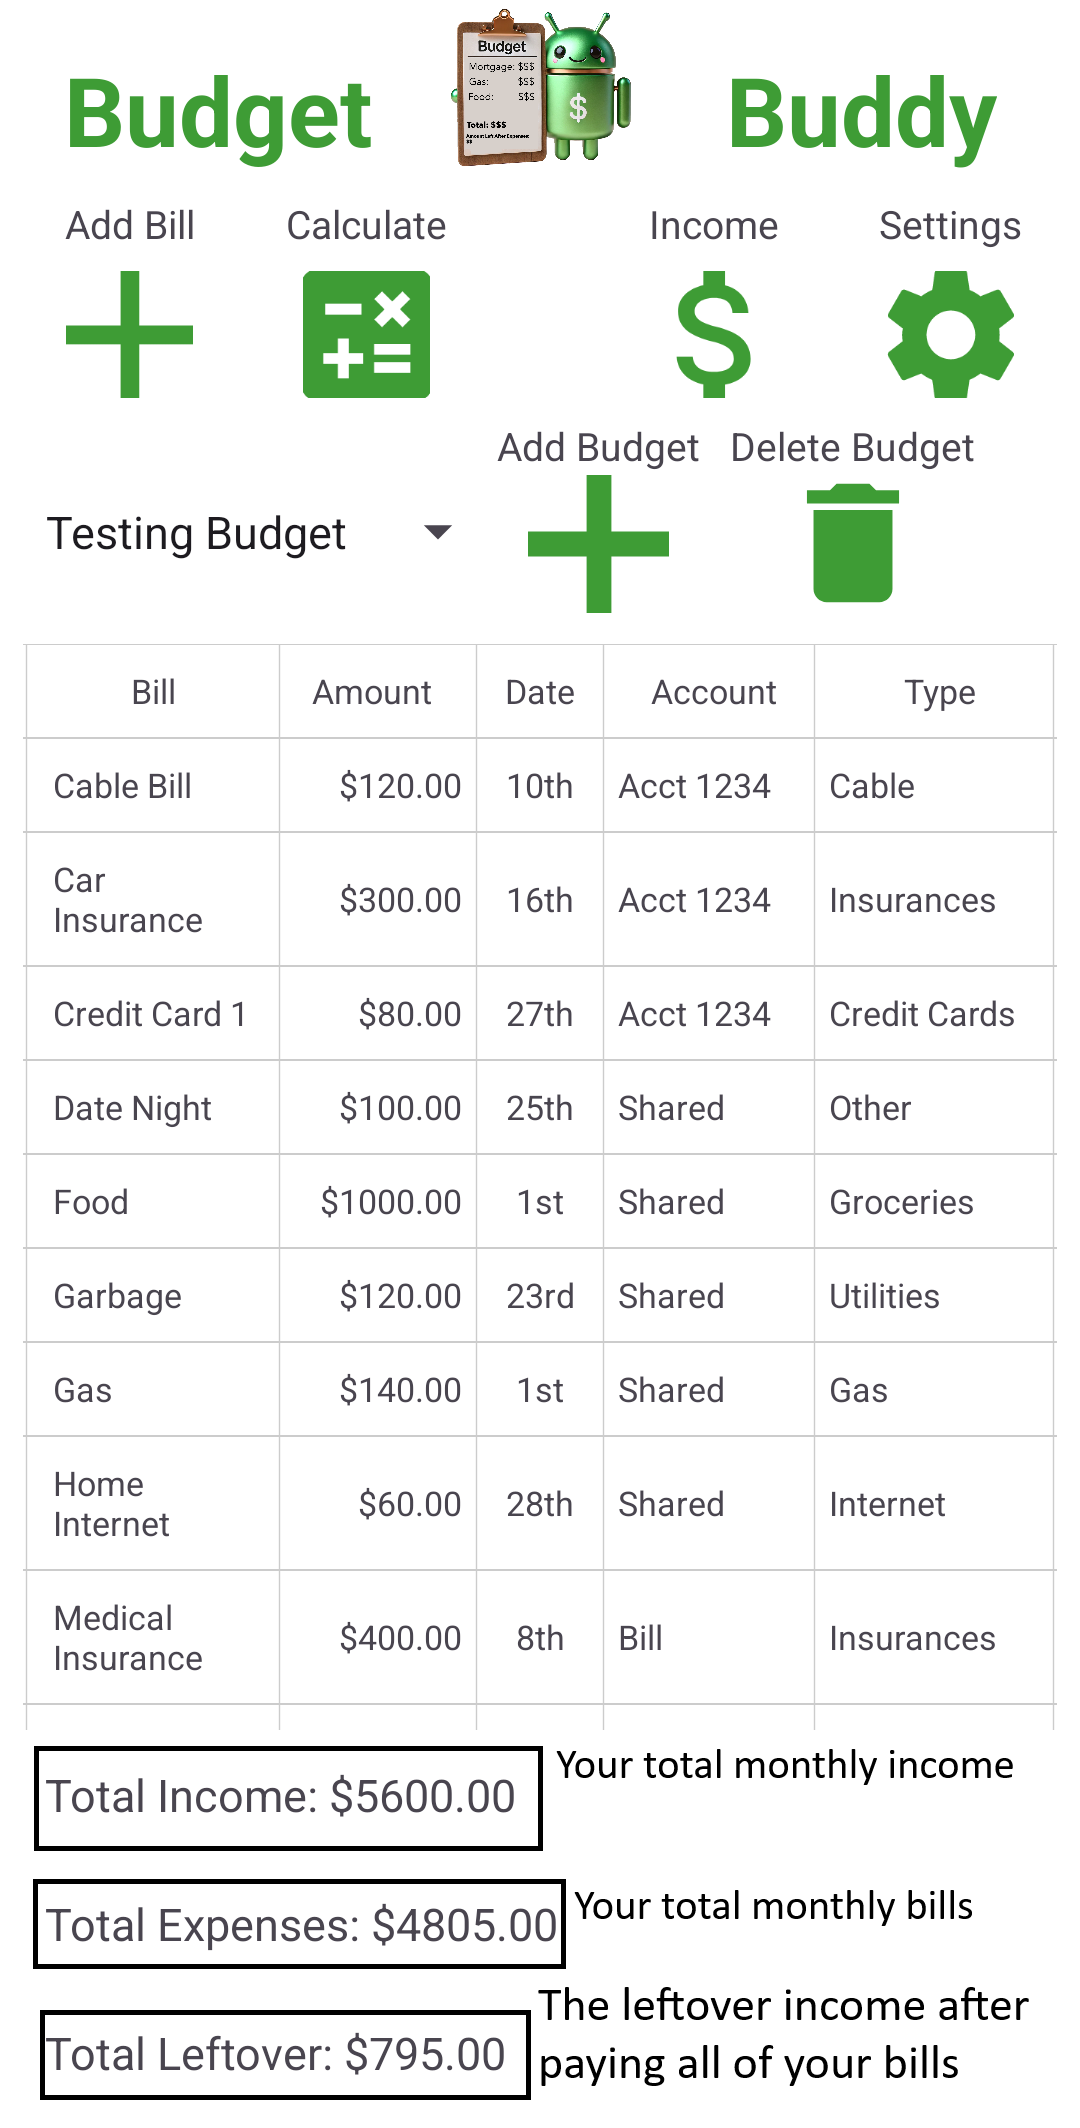 Budget
Budget
Mortgage: $$$
Gas: $$$
Food: $$$
Total: $$$
Amount Left After Expenses:
$$
$
Buddy
Add Bill Calculate Income Settings
Add Budget Delete Budget
Testing Budget
Bill Amount Date Account Type
Cable Bill $120.00 10th Acct 1234 Cable
Car
Insurance $300.00 16th Acct 1234 Insurances
Credit Card 1 $80.00 27th Acct 1234 Credit Cards
Date Night $100.00 25th Shared Other
Food $1000.00 1st Shared Groceries
Garbage $120.00 23rd Shared Utilities
Gas $140.00 1st Shared Gas
Home
Internet $60.00 28th Shared Internet
Medical
Insurance $400.00 8th Bill Insurances
Total Income: $5600.00 Your total monthly income
Total Expenses: $4805.00 Your total monthly bills
Total Leftover: $795.00 The leftover income after
paying all of your bills